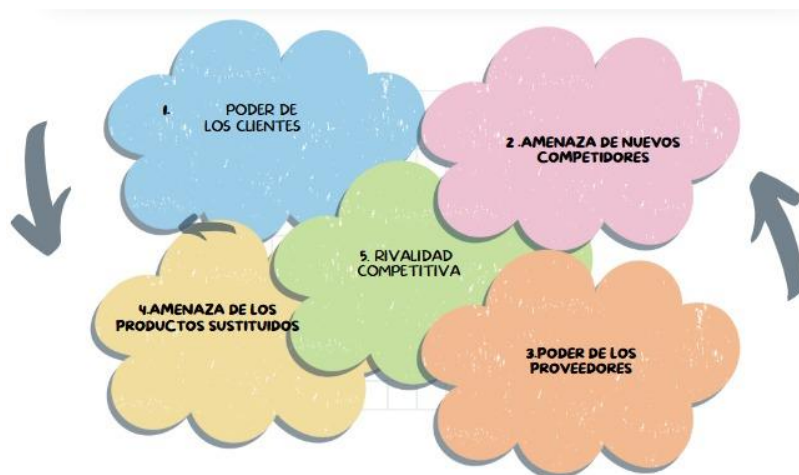 1. PODER DE
LOS CLIENTES
2 .AMENAZA DE NUEVOS
COMPETIDORES
5. RIVALIDAD
COMPETITIVA
4.AMENAZA DE LOS
PRODUCTOS SUSTITUIDOS
3.PODER DE LOS
PROVEEDORES